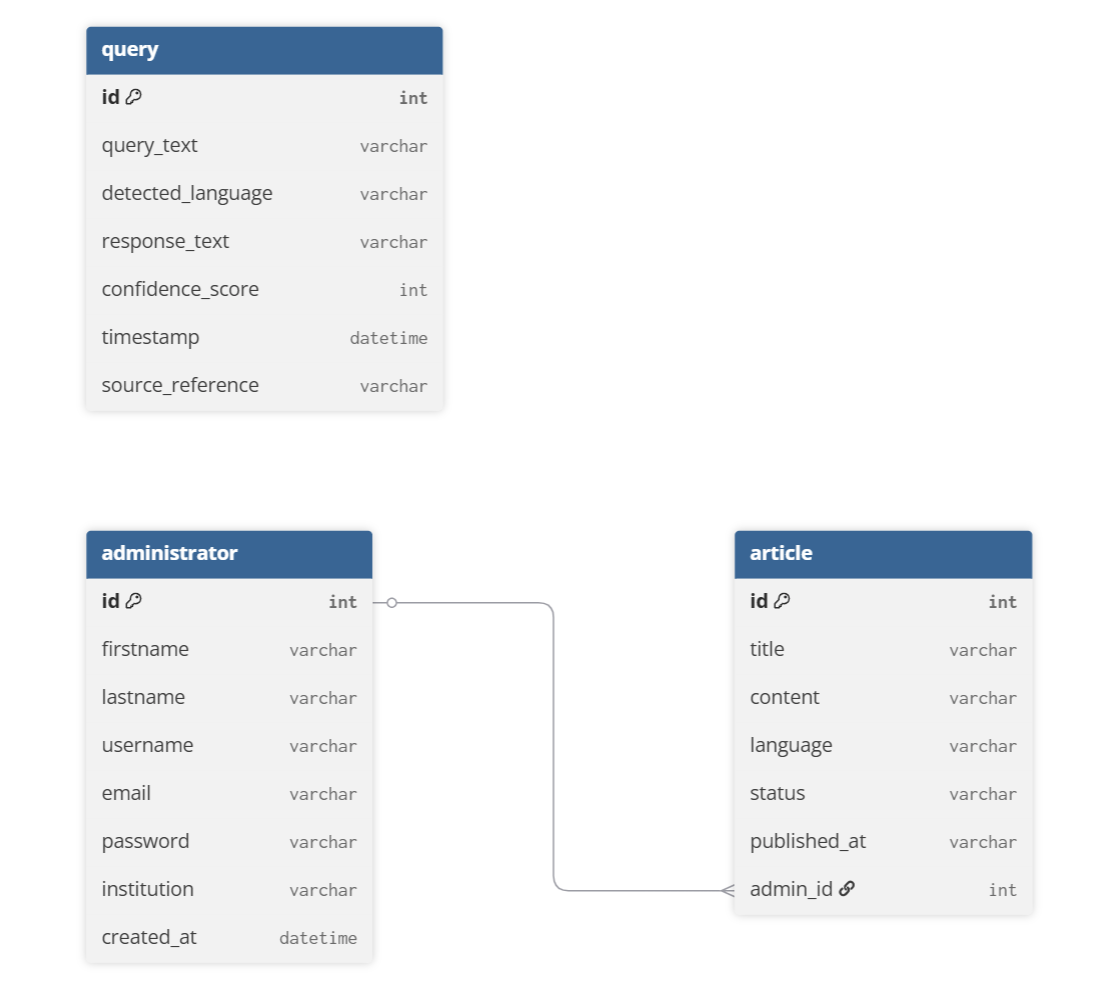 query
id int
query_text varchar
detected_language varchar
response_text varchar
confidence_score int
timestamp datetime
source_reference varchar
administrator
id int
firstname varchar
lastname varchar
username varchar
email varchar
password varchar
institution varchar
created_at datetime
article
id int
title varchar
content varchar
language varchar
status varchar
published_at varchar
admin_id int